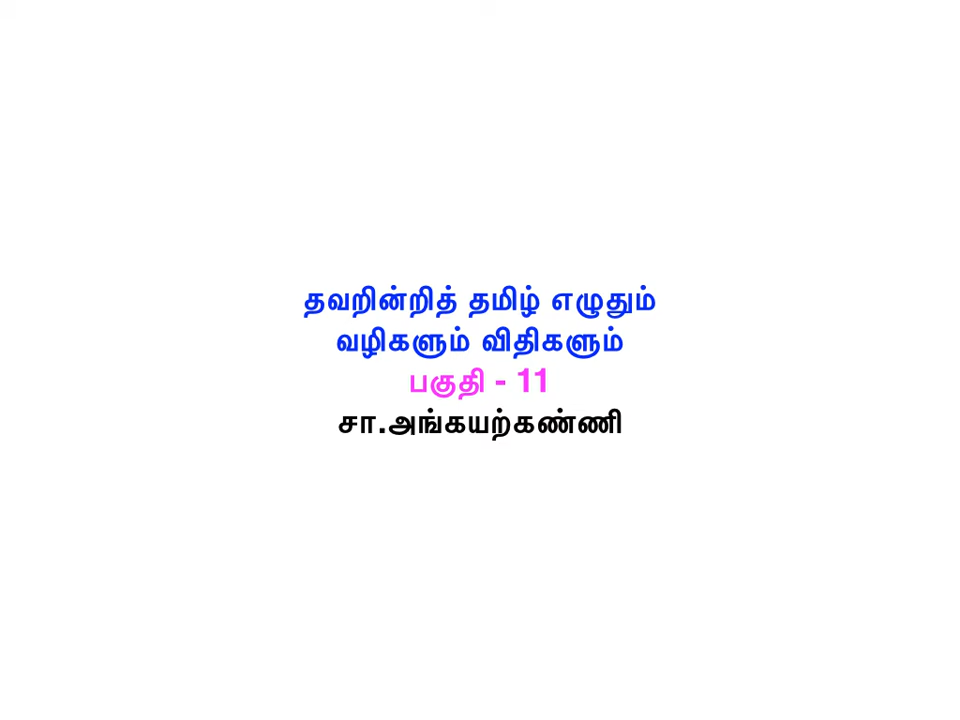 தவறின்றித் தமிழ் எழுதும்
வழிகளும் விதிகளும்
பகுதி - 11
சா.அங்கயற்கண்ணி